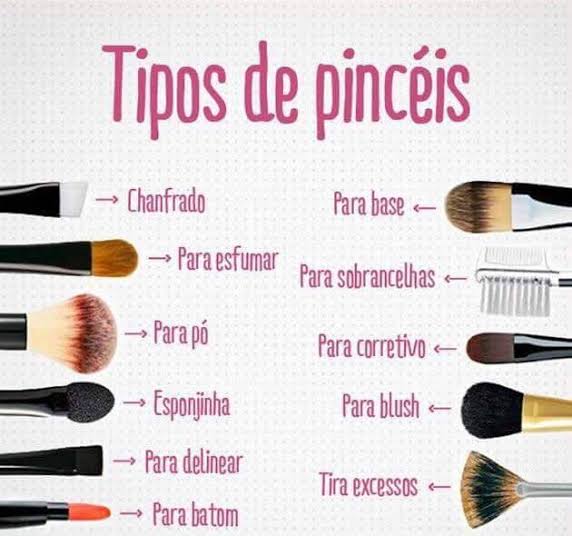 Tipos de pincéis
Chanfrado
Para esfumar
Para pó
Esponjinha
Para delinear
Para batom
Para base
Para sobrancelhas
Para corretivo
Para blush
Tira excessos